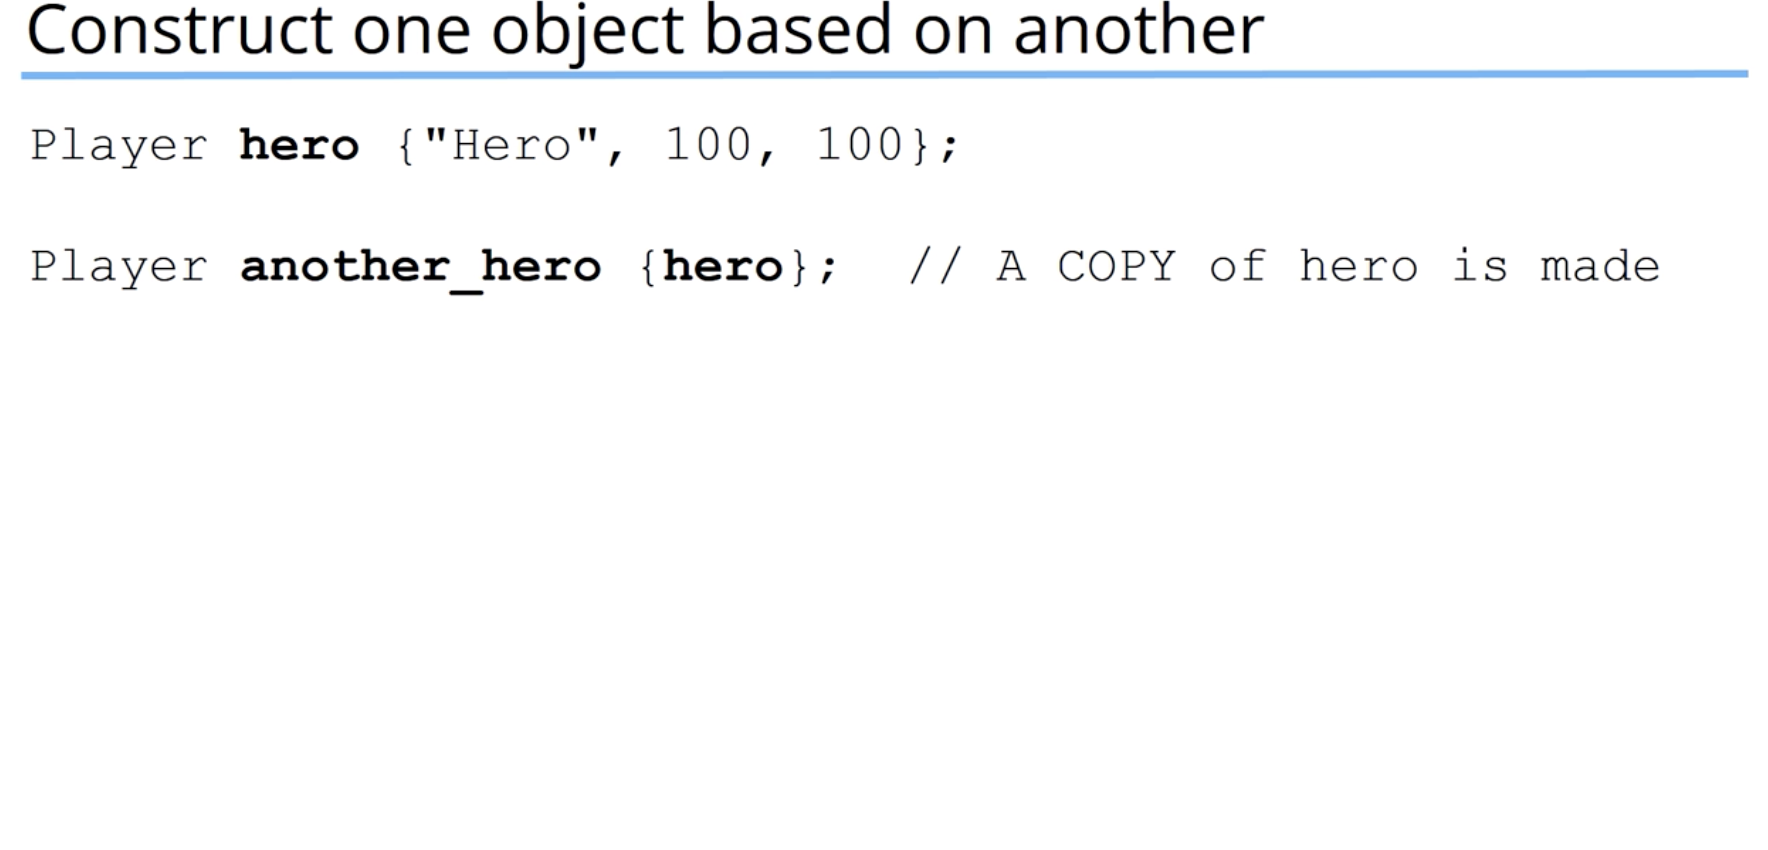 Construct one object based on another
Player hero {"Hero", 100, 100};
Player another_hero {hero};  // A COPY of hero is made